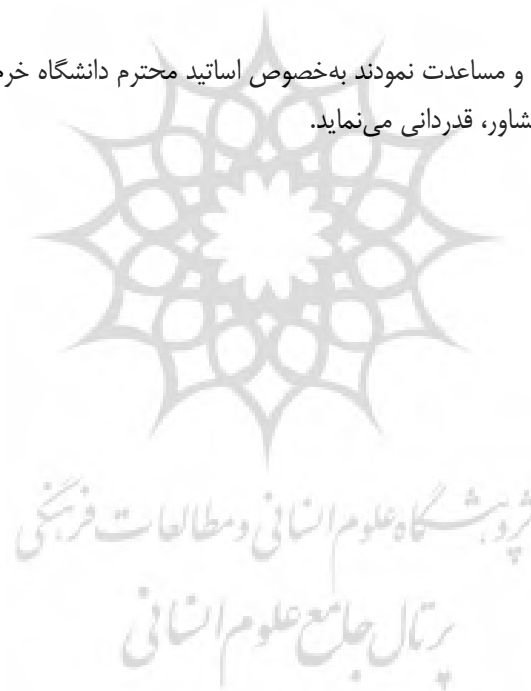 و مساعدت نمودند به‌خصوص اساتید محترم دانشگاه
شاور، قدردانی می‌نماید.
پژوهشگاه علوم انسانی و مطالعات فرهنگی
پرتال جامع علوم انسانی